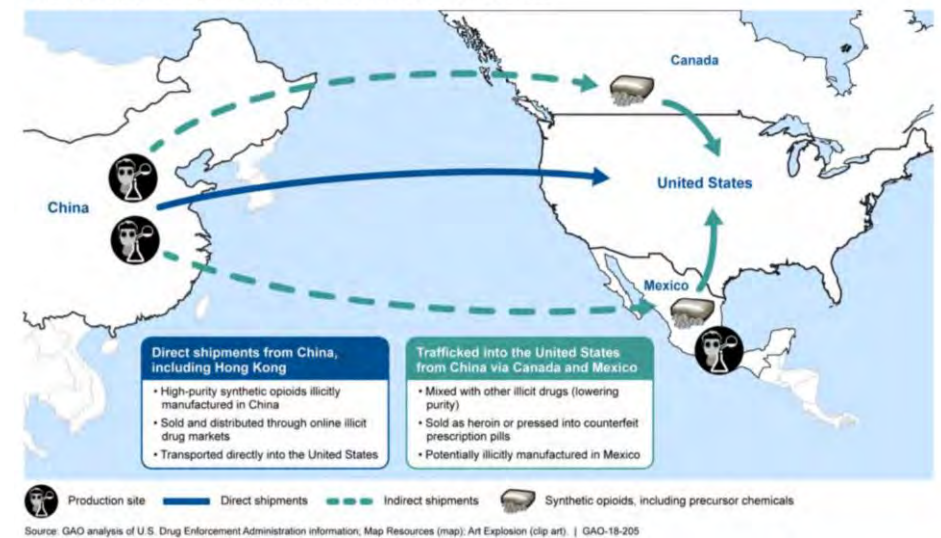 Canada
United States
China
Mexico
Direct shipments from China,
including Hong Kong
• High-purity synthetic opioids illicitly
manufactured in China
• Sold and distributed through online illicit
drug markets
• Transported directly into the United States
Trafficked into the United States
from China via Canada and Mexico
• Mixed with other illicit drugs (lowering
purity)
• Sold as heroin or pressed into counterfeit
prescription pills
• Potentially illicitly manufactured in Mexico
Production site
Direct shipments
Indirect shipments
Synthetic opioids, including precursor chemicals
Source: GAO analysis of U.S. Drug Enforcement Administration information; Map Resources (map); Art Explosion (clip art). | GAO-18-205